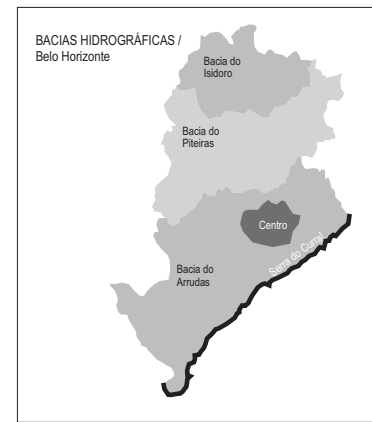 BACIAS HIDROGRÁFICAS /
Belo Horizonte
Bacia do
Isidoro
Bacia do
Piteiras
Centro
Serra do Curral
Bacia do
Arrudas